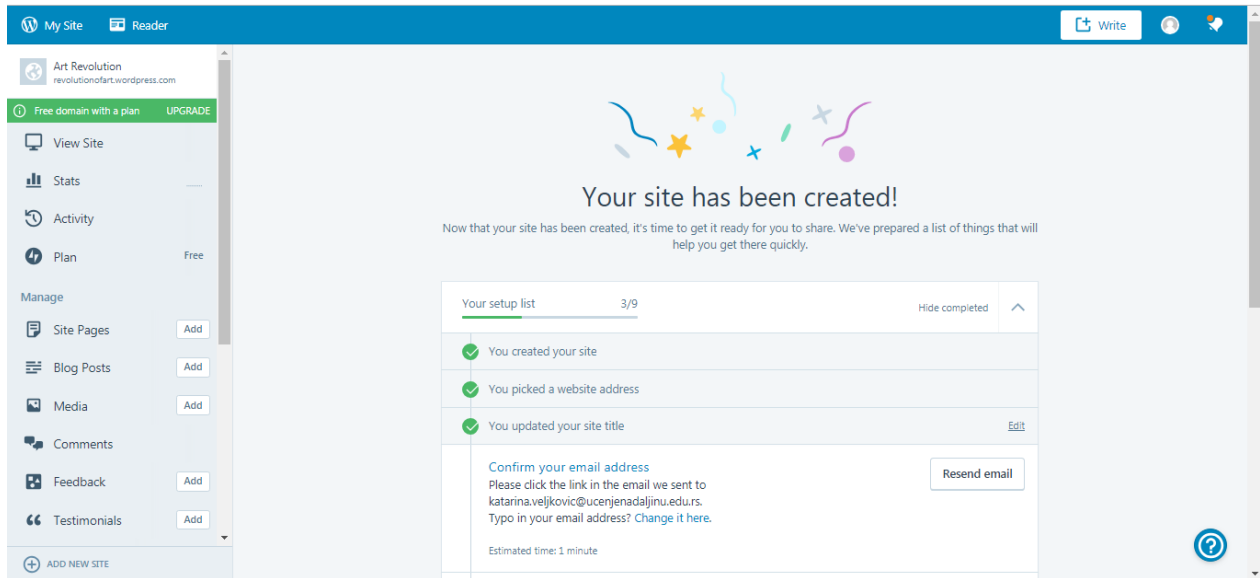 My Site
Reader
Write
Art Revolution
revolutionofart.wordpress.com
Free domain with a plan
UPGRADE
View Site
Stats
Activity
Plan
Free
Manage
Site Pages
Add
Blog Posts
Add
Media
Add
Comments
Feedback
Add
Testimonials
Add
ADD NEW SITE
Your site has been created!
Now that your site has been created, it's time to get it ready for you to share. We've prepared a list of things that will
help you get there quickly.
Your setup list
3/9
Hide completed
You created your site
You picked a website address
You updated your site title
Edit
Confirm your email address
Please click the link in the email we sent to
katarina.veljkovic@ucenjenadaljinu.edu.rs.
Typo in your email address? Change it here.
Estimated time: 1 minute
Resend email